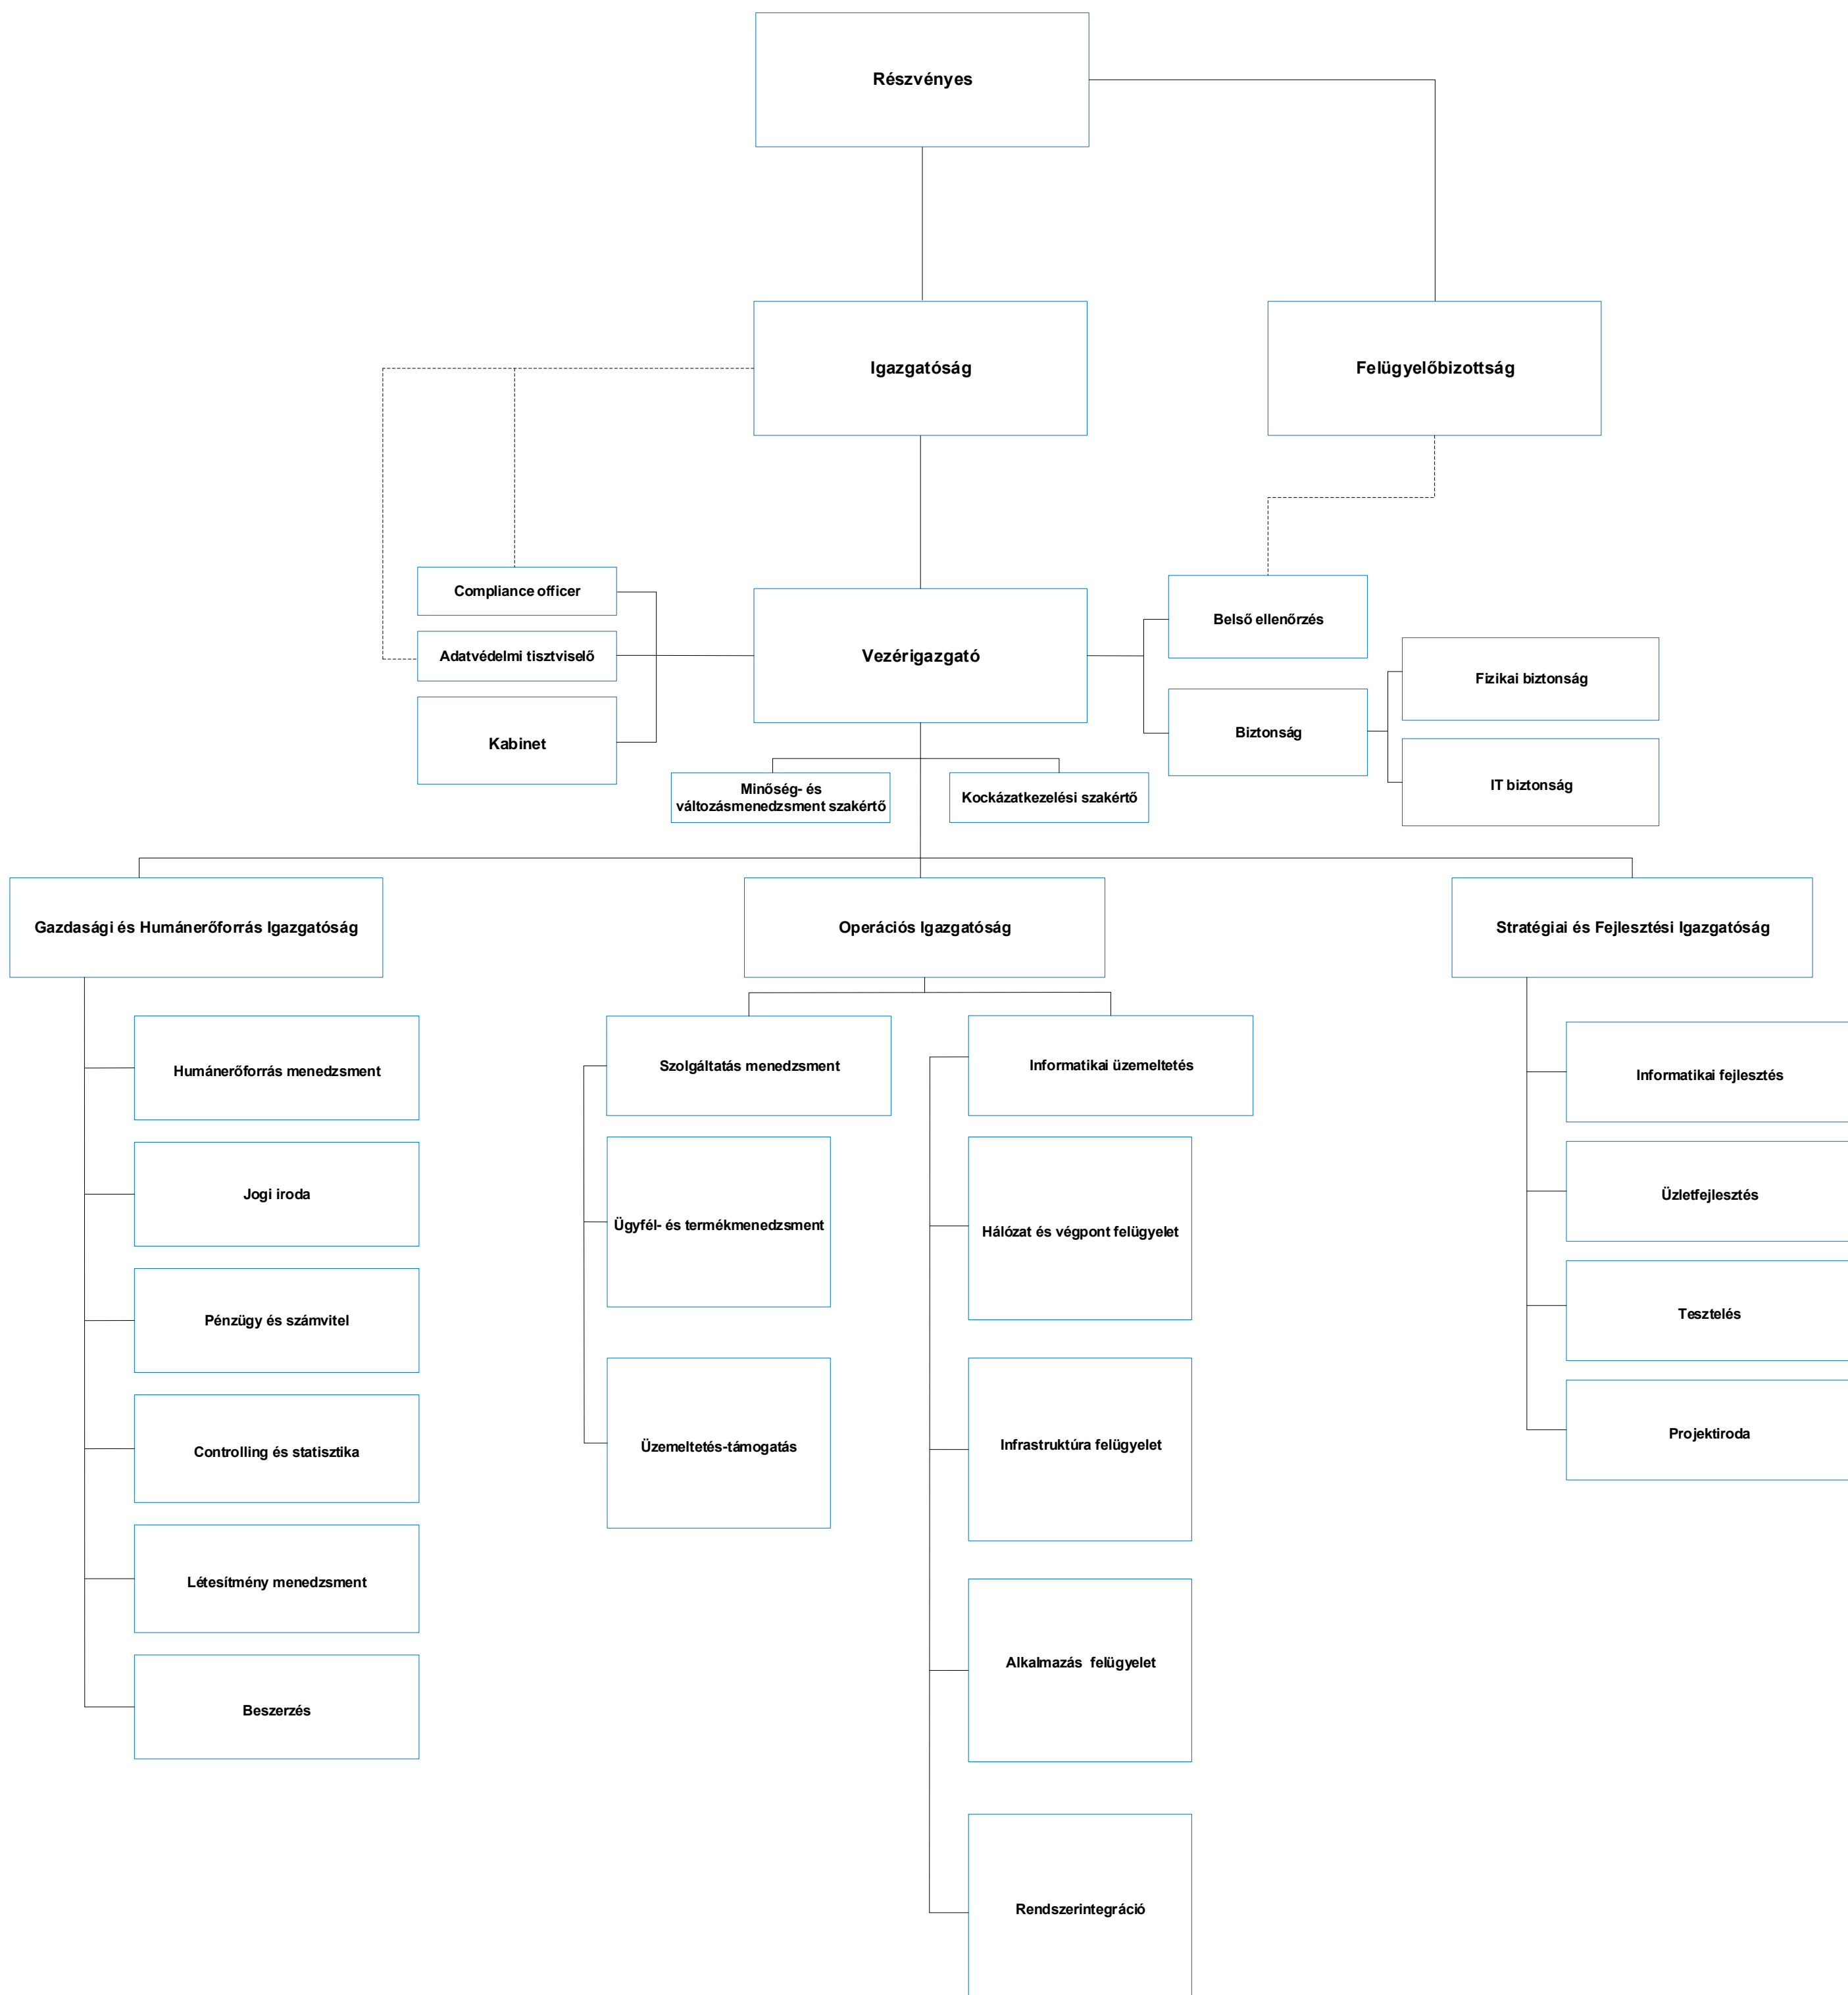 Részvényes
Igazgatóság
Felügyelőbizottság
Compliance officer
Adatvédelmi tisztviselő
Kabinet
Vezérigazgató
Belső ellenőrzés
Biztonság
Fizikai biztonság
IT biztonság
Minőség- és
változásmenedzsment szakértő
Kockázatkezelési szakértő
Gazdasági és Humánerőforrás Igazgatóság
Humánerőforrás menedzsment
Jogi iroda
Pénzügy és számvitel
Controlling és statisztika
Létesítmény menedzsment
Beszerzés
Operációs Igazgatóság
Szolgáltatás menedzsment
Ügyfél- és termékmenedzsment
Üzemeltetés-támogatás
Informatikai üzemeltetés
Hálózat és végpont felügyelet
Infrastruktúra felügyelet
Alkalmazás  felügyelet
Rendszerintegráció
Stratégiai és Fejlesztési Igazgatóság
Informatikai fejlesztés
Üzletfejlesztés
Tesztelés
Projektiroda